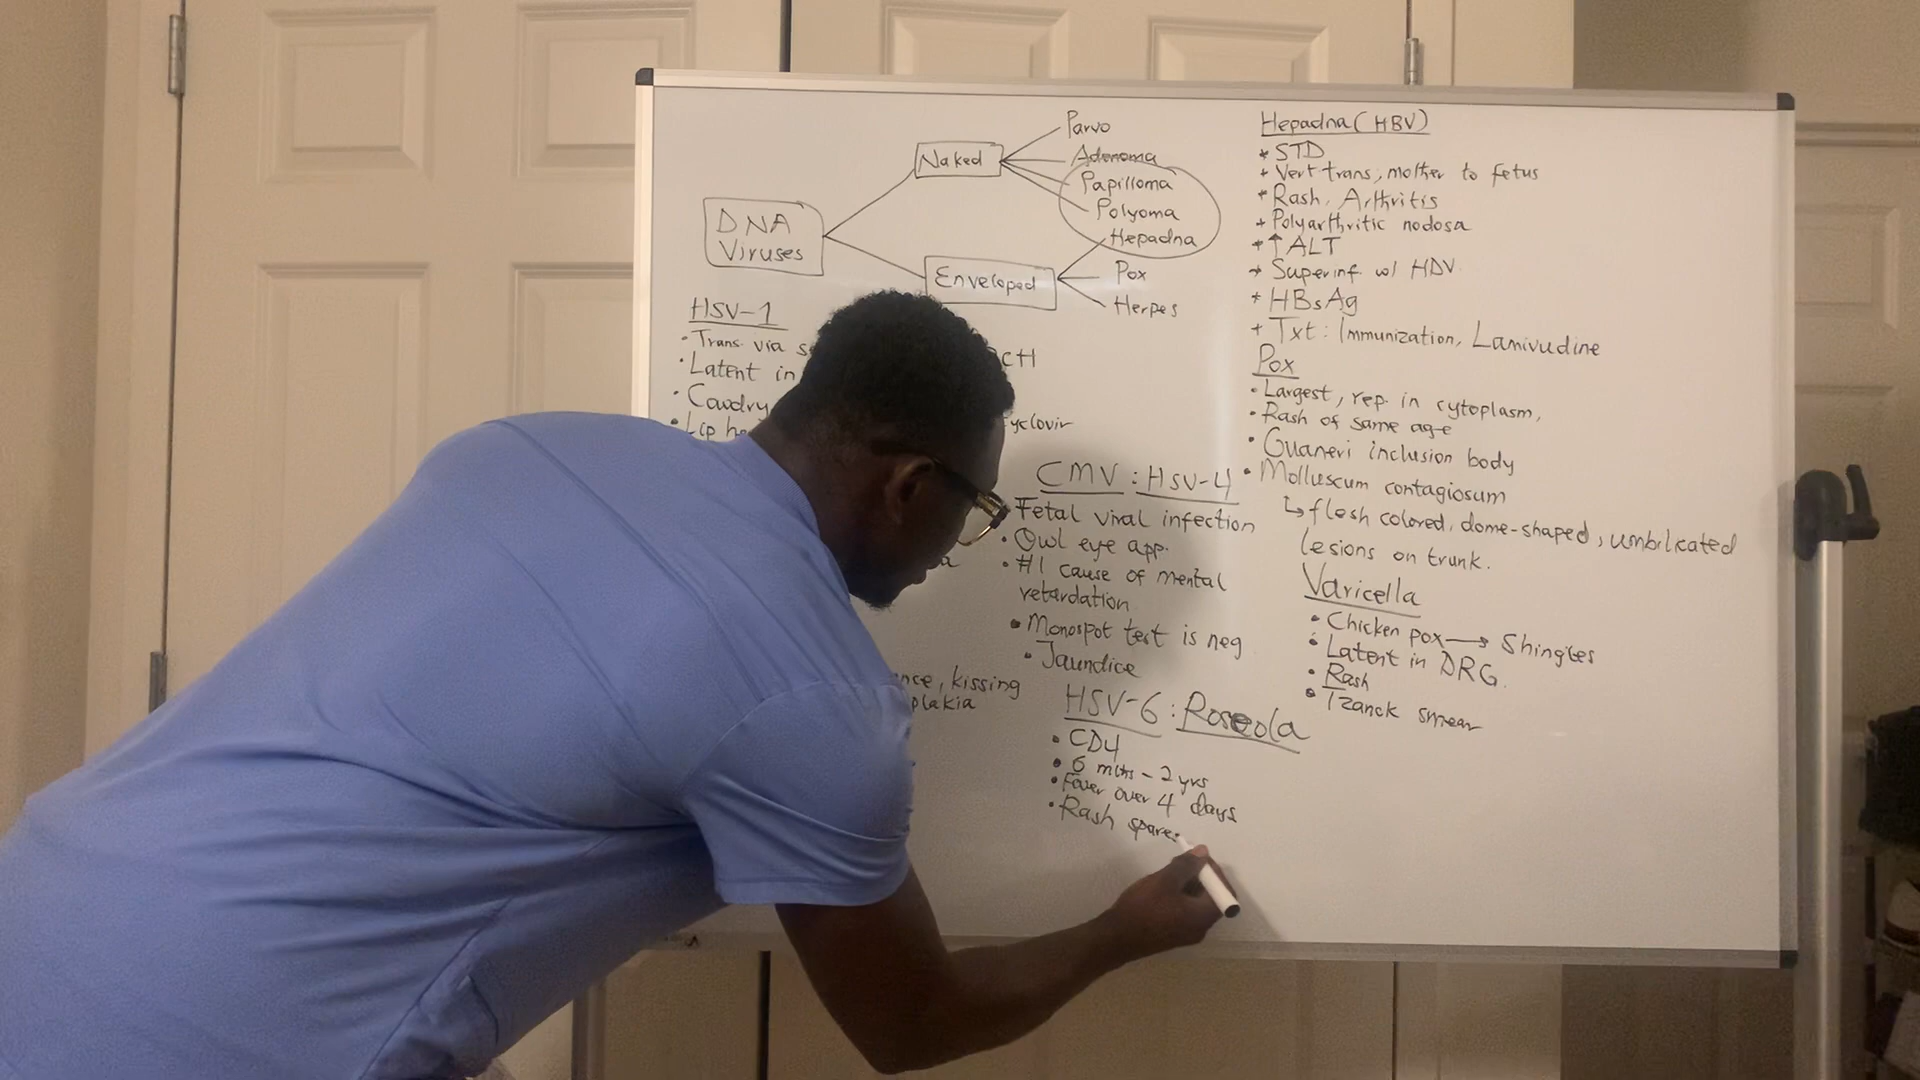 DNA
Viruses
Naked
Parvo
Adenoma
Papilloma
Polyoma
Enveloped
Hepadna
Pox
Herpes
HSV-1
• Trans. via
• Latent in
• Cowdry
• Lip
yclovir
CMV : HSV-4
Fetal viral infection
• Owl eye app.
• #1 cause of mental
retardation
• Monospot test is neg
• Jaundice
kissing
plakia
HSV-6 : Roseola
• CD4
• 6 mths - 2 yrs
• Fever over 4 days
• Rash spares
Hepadna (HBV)
* STD
+ Vert trans, mother to fetus
* Rash, Arthritis
+ Polyarthritic nodosa
* ↑ALT
* Superinf. w/ HDV
* HBsAg
+ Txt: Immunization, Lamivudine
Pox
• Largest, rep. in cytoplasm,
• Rash of same age
• Guaneri inclusion body
• Molluscum contagiosum
↳ flesh colored, dome-shaped, umbilicated
lesions on trunk.
Varicella
• Chicken pox → Shingles
• Latent in DRG.
• Rash
• Tzanck smear